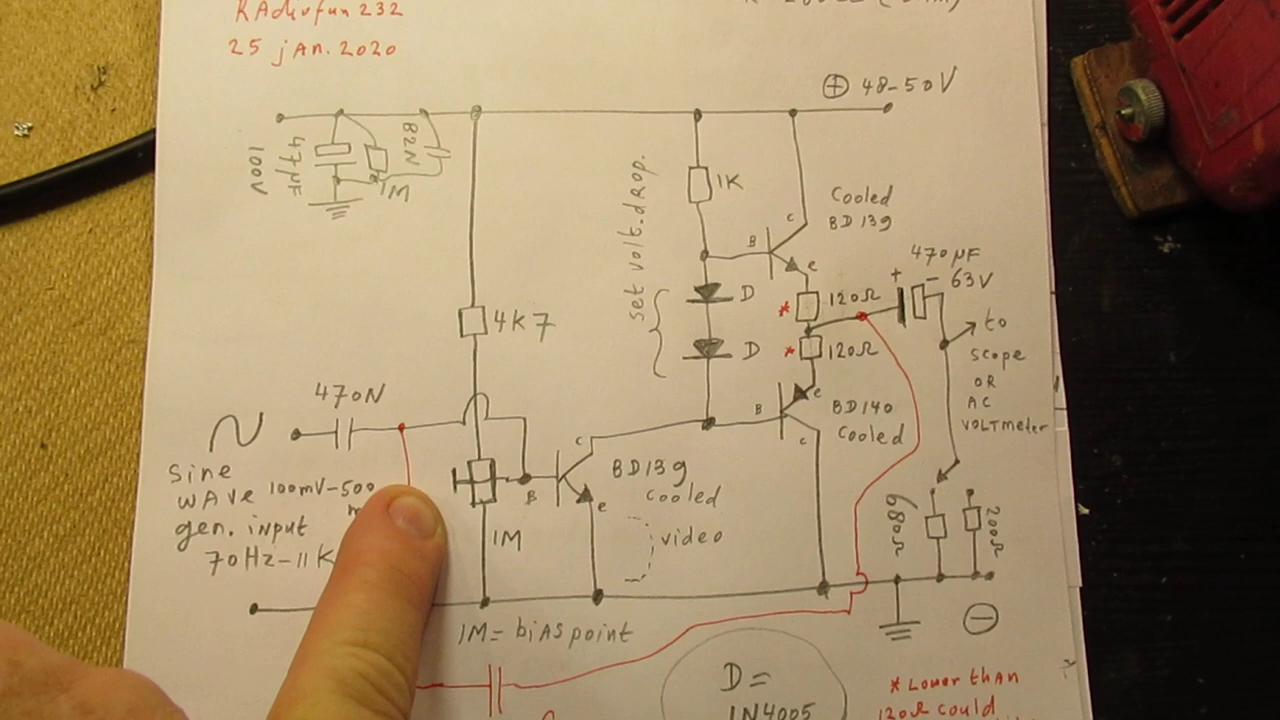 RAdiofun 232
25 jAn. 2020
⊕ 48-50V
100V
47µF
1M
82N
set volt.dRop.
1K
Cooled
BD139
C
B
e
D
D
* 120Ω
* 120Ω
470µF
+ - 63V
to
scope
OR
AC
VOLTmeter
4K7
470N
Sine
WAVe 100mV-500
gen. input
70Hz-11K
B
C
e
BD139
cooled
video
1M
B
e
C
BD140
Cooled
680Ω
200Ω
1M = biAS point
D =
1N4005
* Lower than
120Ω could